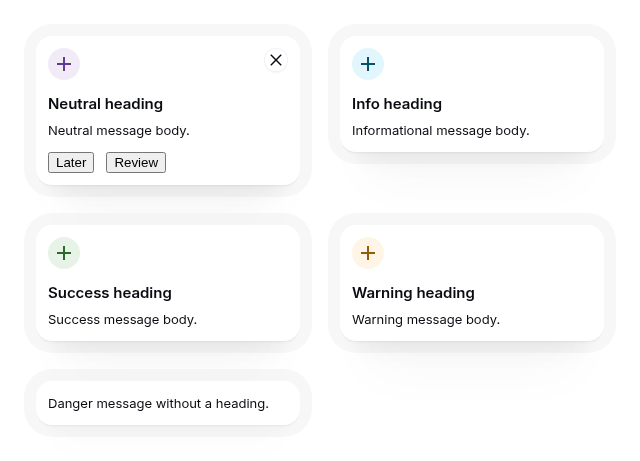 Neutral heading
Neutral message body.
Later Review
Info heading
Informational message body.
Success heading
Success message body.
Warning heading
Warning message body.
Danger message without a heading.